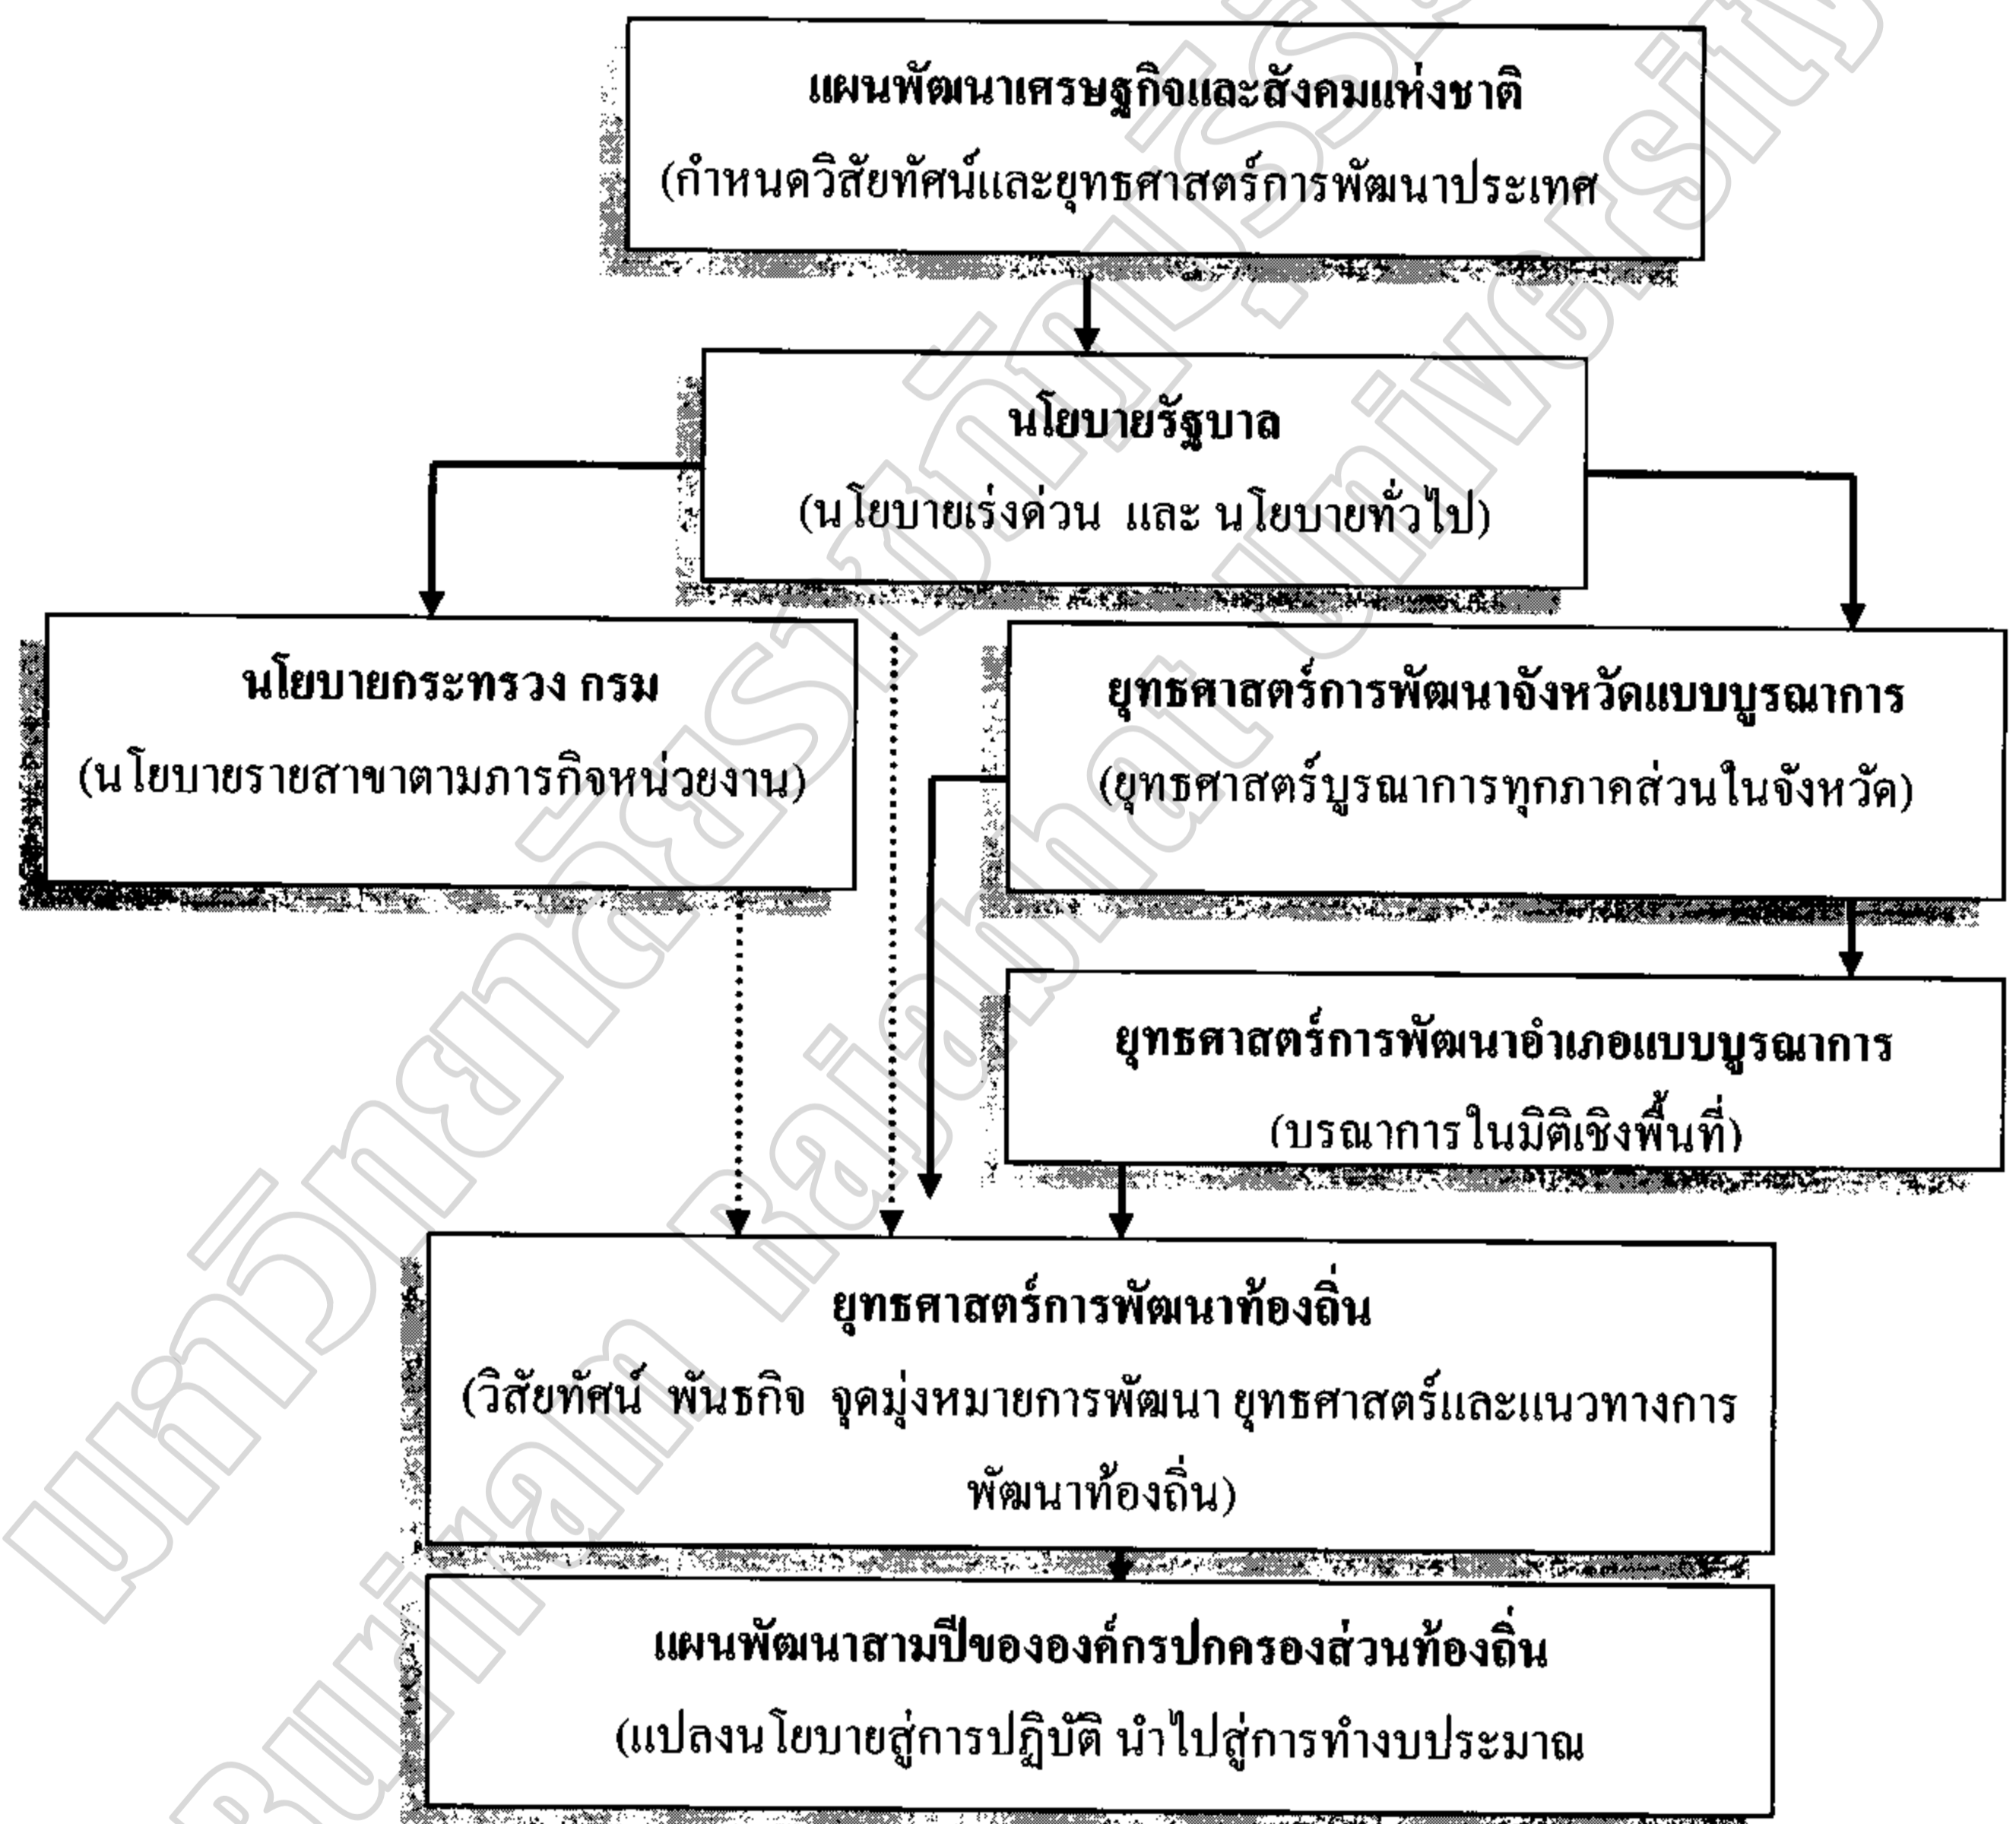 แผนพัฒนาเศรษฐกิจและสังคมแห่งชาติ
(กำหนดวิสัยทัศน์และยุทธศาสตร์การพัฒนาประเทศ
นโยบายรัฐบาล
(นโยบายเร่งด่วน และ นโยบายทั่วไป)
นโยบายกระทรวง กรม
(นโยบายรายสาขาตามภารกิจหน่วยงาน)
ยุทธศาสตร์การพัฒนาจังหวัดแบบบูรณาการ
(ยุทธศาสตร์บูรณาการทุกภาคส่วนในจังหวัด)
ยุทธศาสตร์การพัฒนาอำเภอแบบบูรณาการ
(บรณาการในมิติเชิงพื้นที่)
ยุทธศาสตร์การพัฒนาท้องถิ่น
(วิสัยทัศน์ พันธกิจ จุดมุ่งหมายการพัฒนา ยุทธศาสตร์และแนวทางการ
พัฒนาท้องถิ่น)
แผนพัฒนาสามปีขององค์กรปกครองส่วนท้องถิ่น
(แปลงนโยบายสู่การปฏิบัติ นำไปสู่การทำงบประมาณ
Buriram Rajabhat University